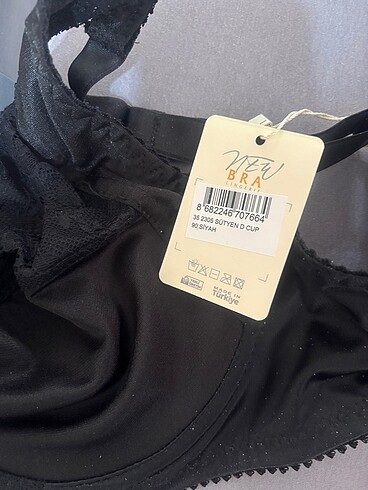 NEW
BRA
LINGERIE
8 682246 707664
35 2305 SÜTYEN D CUP
90 SİYAH
MADE IN
Türkiye